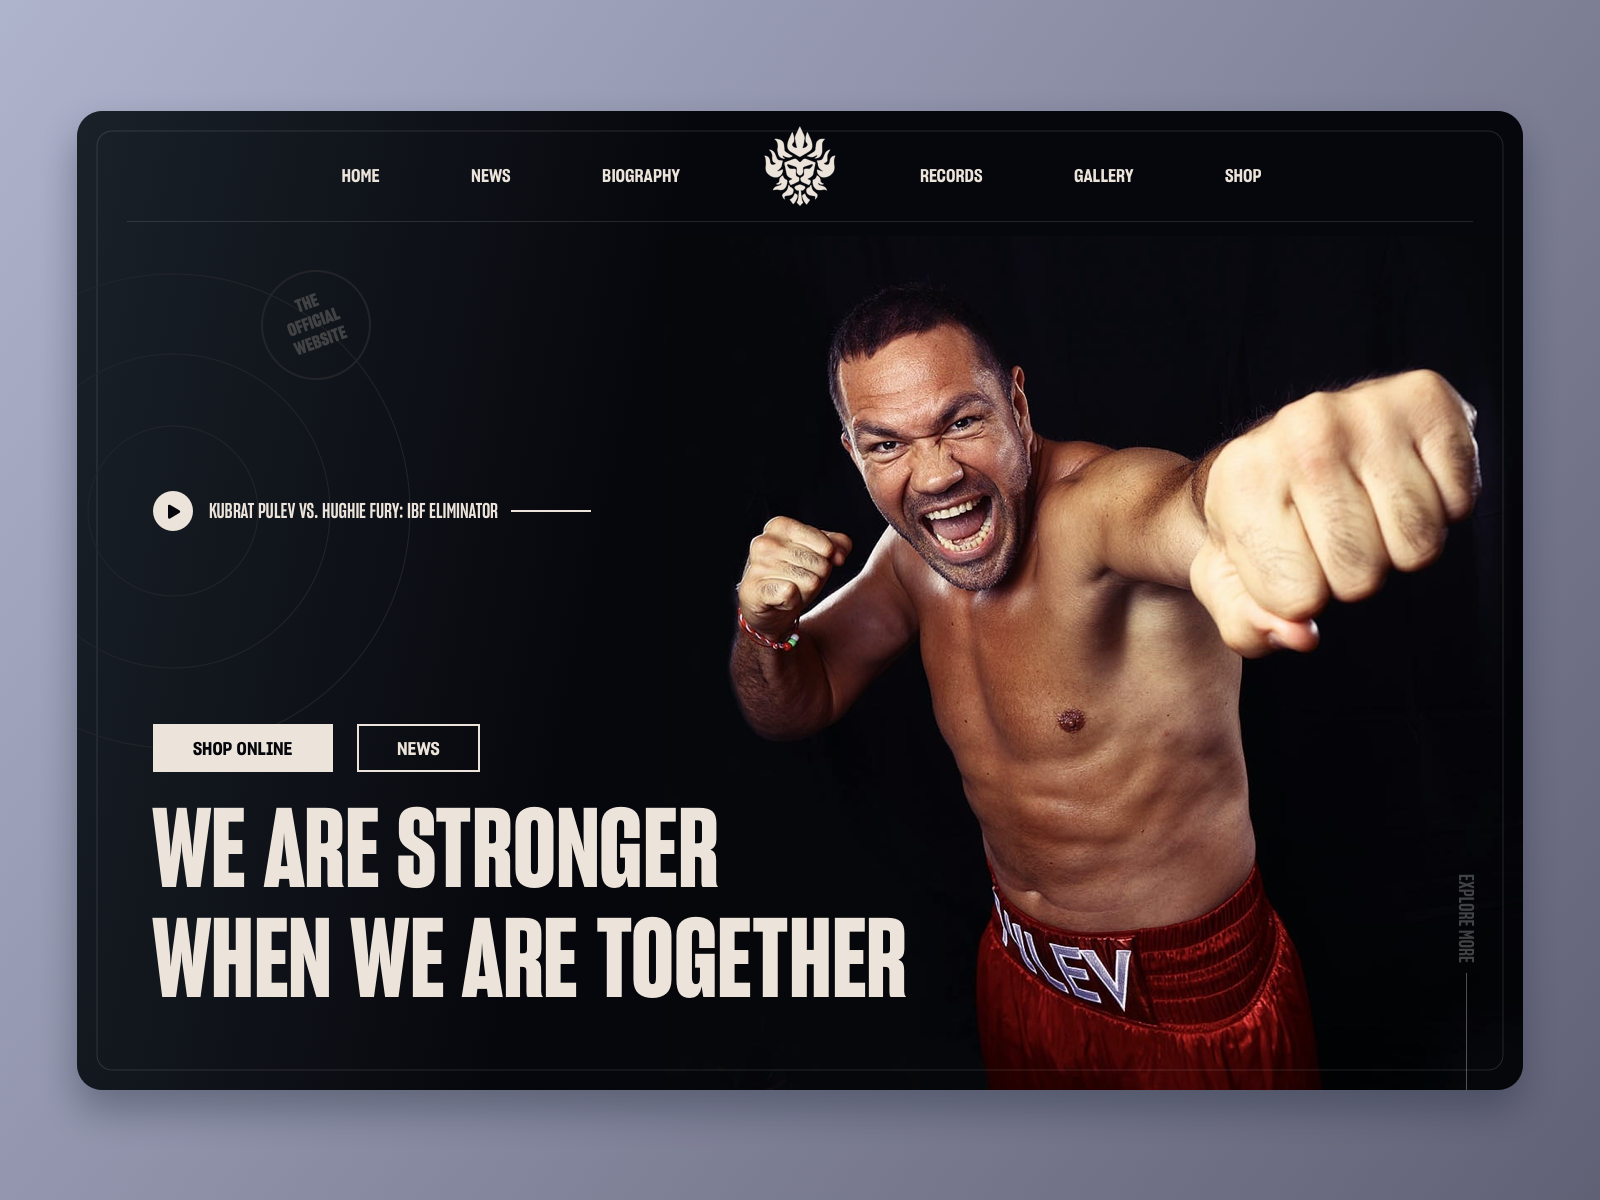 HOME
NEWS
BIOGRAPHY
RECORDS
GALLERY
SHOP
THE
OFFICIAL
WEBSITE
KUBRAT PULEV VS. HUGHIE FURY: IBF ELIMINATOR
SHOP ONLINE
NEWS
WE ARE STRONGER
WHEN WE ARE TOGETHER
EXPLORE MORE